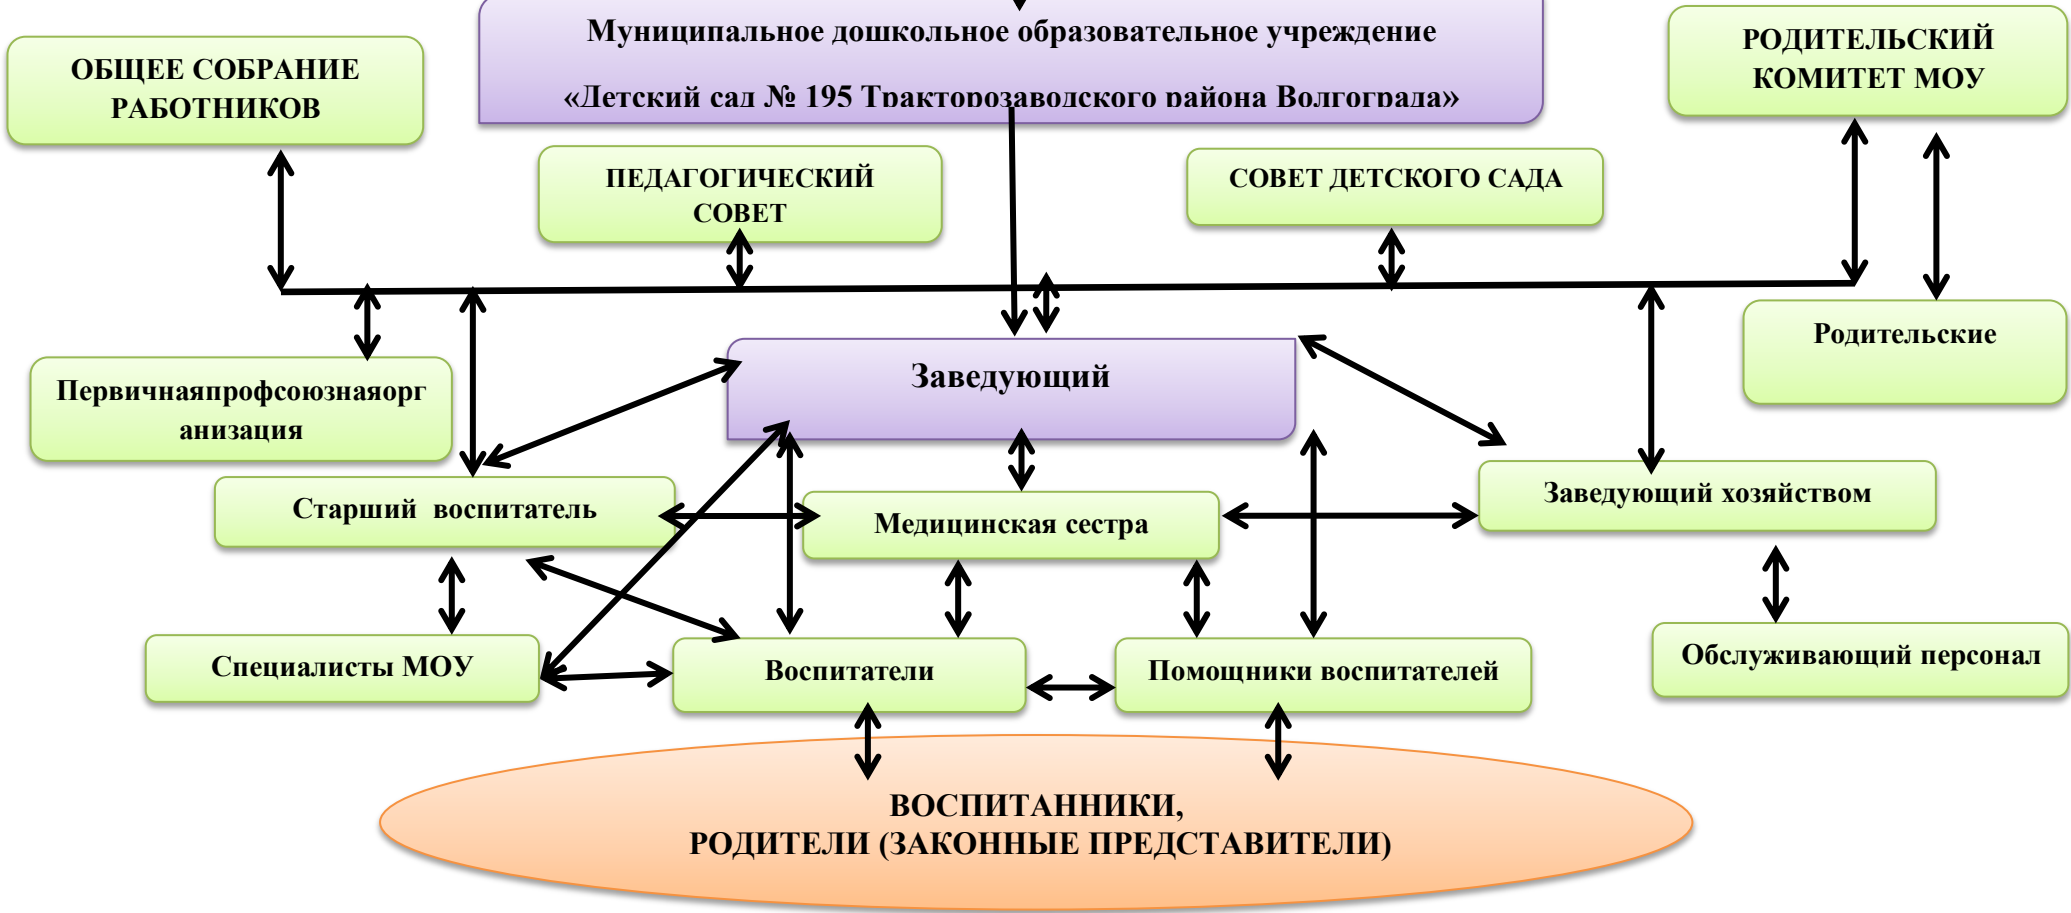 Муниципальное дошкольное образовательное учреждение
«Детский сад № 195 Тракторозаводского района Волгограда»
ОБЩЕЕ СОБРАНИЕ
РАБОТНИКОВ
РОДИТЕЛЬСКИЙ
КОМИТЕТ МОУ
ПЕДАГОГИЧЕСКИЙ
СОВЕТ
СОВЕТ ДЕТСКОГО САДА
Родительские
Заведующий
Первичнаяпрофсоюзнаяорг
анизация
Старший воспитатель
Медицинская сестра
Заведующий хозяйством
Специалисты МОУ
Воспитатели
Помощники воспитателей
Обслуживающий персонал
ВОСПИТАННИКИ,
РОДИТЕЛИ (ЗАКОННЫЕ ПРЕДСТАВИТЕЛИ)